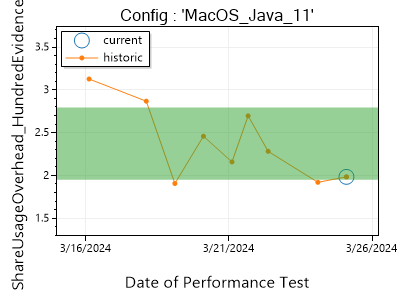 Config : 'MacOS_Java_11'
current
historic
ShareUsageOverhead_HundredEvidence
3.5
3
2.5
2
1.5
3/16/2024
3/21/2024
3/26/2024
Date of Performance Test